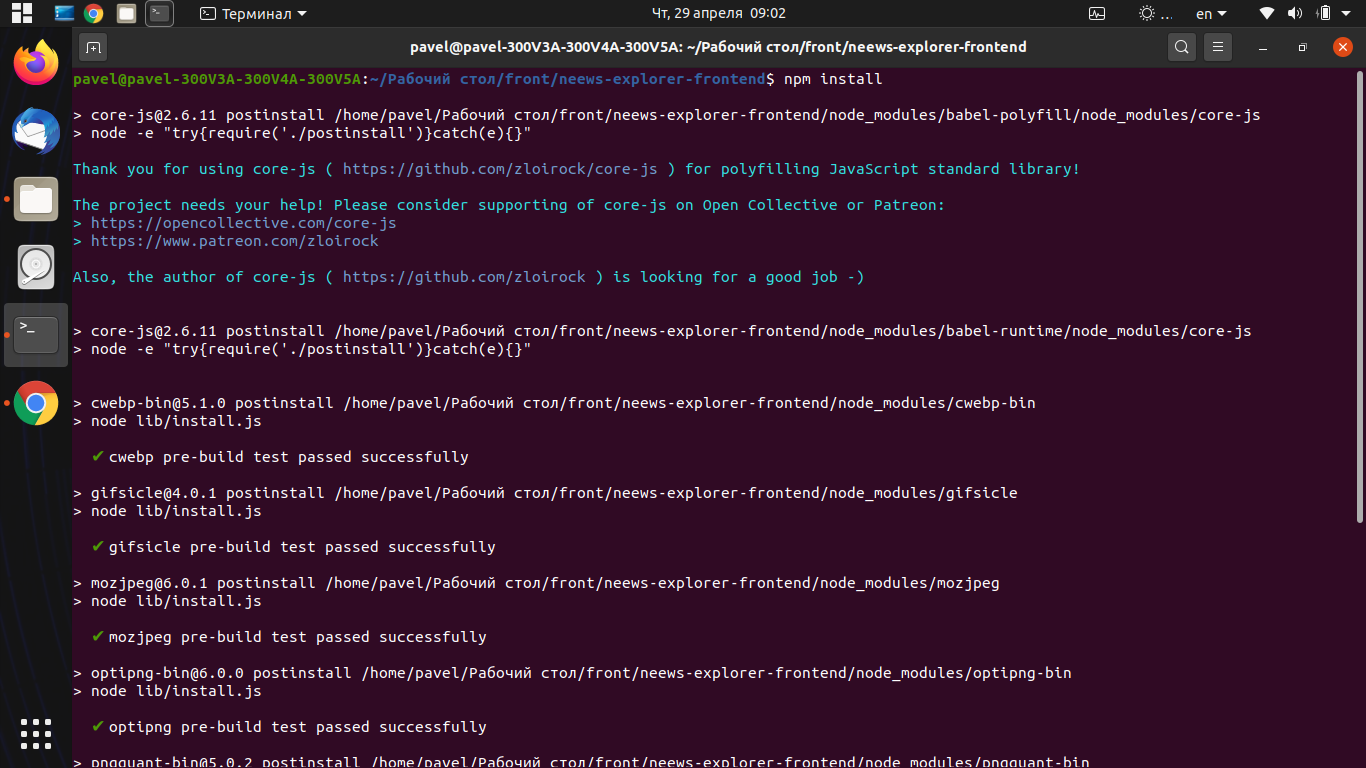 Терминал
Чт, 29 апреля 09:02
...
en
pavel@pavel-300V3A-300V4A-300V5A: ~/Рабочий стол/front/neews-explorer-frontend
pavel@pavel-300V3A-300V4A-300V5A:~/Рабочий стол/front/neews-explorer-frontend$ npm install
> core-js@2.6.11 postinstall /home/pavel/Рабочий стол/front/neews-explorer-frontend/node_modules/babel-polyfill/node_modules/core-js
> node -e "try{require('./postinstall')}catch(e){}"
Thank you for using core-js ( https://github.com/zloirock/core-js ) for polyfilling JavaScript standard library!
The project needs your help! Please consider supporting of core-js on Open Collective or Patreon:
> https://opencollective.com/core-js
> https://www.patreon.com/zloirock
Also, the author of core-js ( https://github.com/zloirock ) is looking for a good job -)
> core-js@2.6.11 postinstall /home/pavel/Рабочий стол/front/neews-explorer-frontend/node_modules/babel-runtime/node_modules/core-js
> node -e "try{require('./postinstall')}catch(e){}"
> cwebp-bin@5.1.0 postinstall /home/pavel/Рабочий стол/front/neews-explorer-frontend/node_modules/cwebp-bin
> node lib/install.js
✔ cwebp pre-build test passed successfully
> gifsicle@4.0.1 postinstall /home/pavel/Рабочий стол/front/neews-explorer-frontend/node_modules/gifsicle
> node lib/install.js
✔ gifsicle pre-build test passed successfully
> mozjpeg@6.0.1 postinstall /home/pavel/Рабочий стол/front/neews-explorer-frontend/node_modules/mozjpeg
> node lib/install.js
✔ mozjpeg pre-build test passed successfully
> optipng-bin@6.0.0 postinstall /home/pavel/Рабочий стол/front/neews-explorer-frontend/node_modules/optipng-bin
> node lib/install.js
✔ optipng pre-build test passed successfully
> pngquant-bin@5.0.2 postinstall /home/pavel/Рабочий стол/front/neews-explorer-frontend/node_modules/pngquant-bin